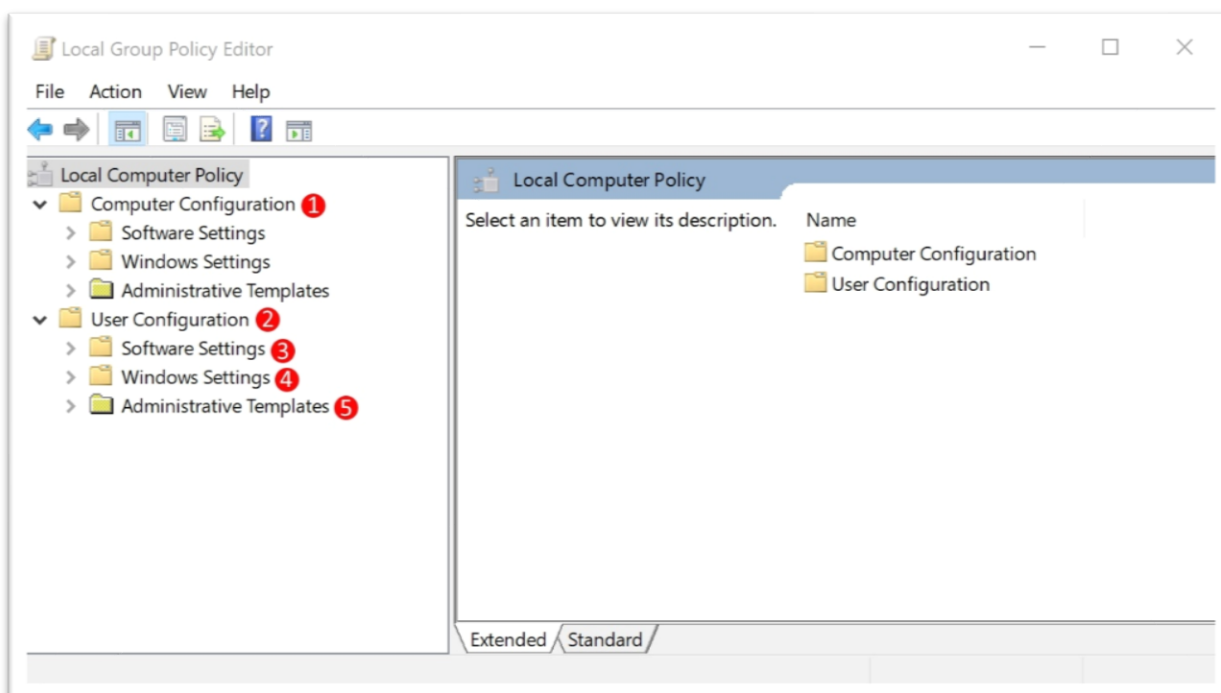 Local Group Policy Editor
File Action View Help
Local Computer Policy
Computer Configuration 1
Software Settings
Windows Settings
Administrative Templates
User Configuration 2
Software Settings 3
Windows Settings 4
Administrative Templates 5
Local Computer Policy
Select an item to view its description.
Name
Computer Configuration
User Configuration
Extended Standard